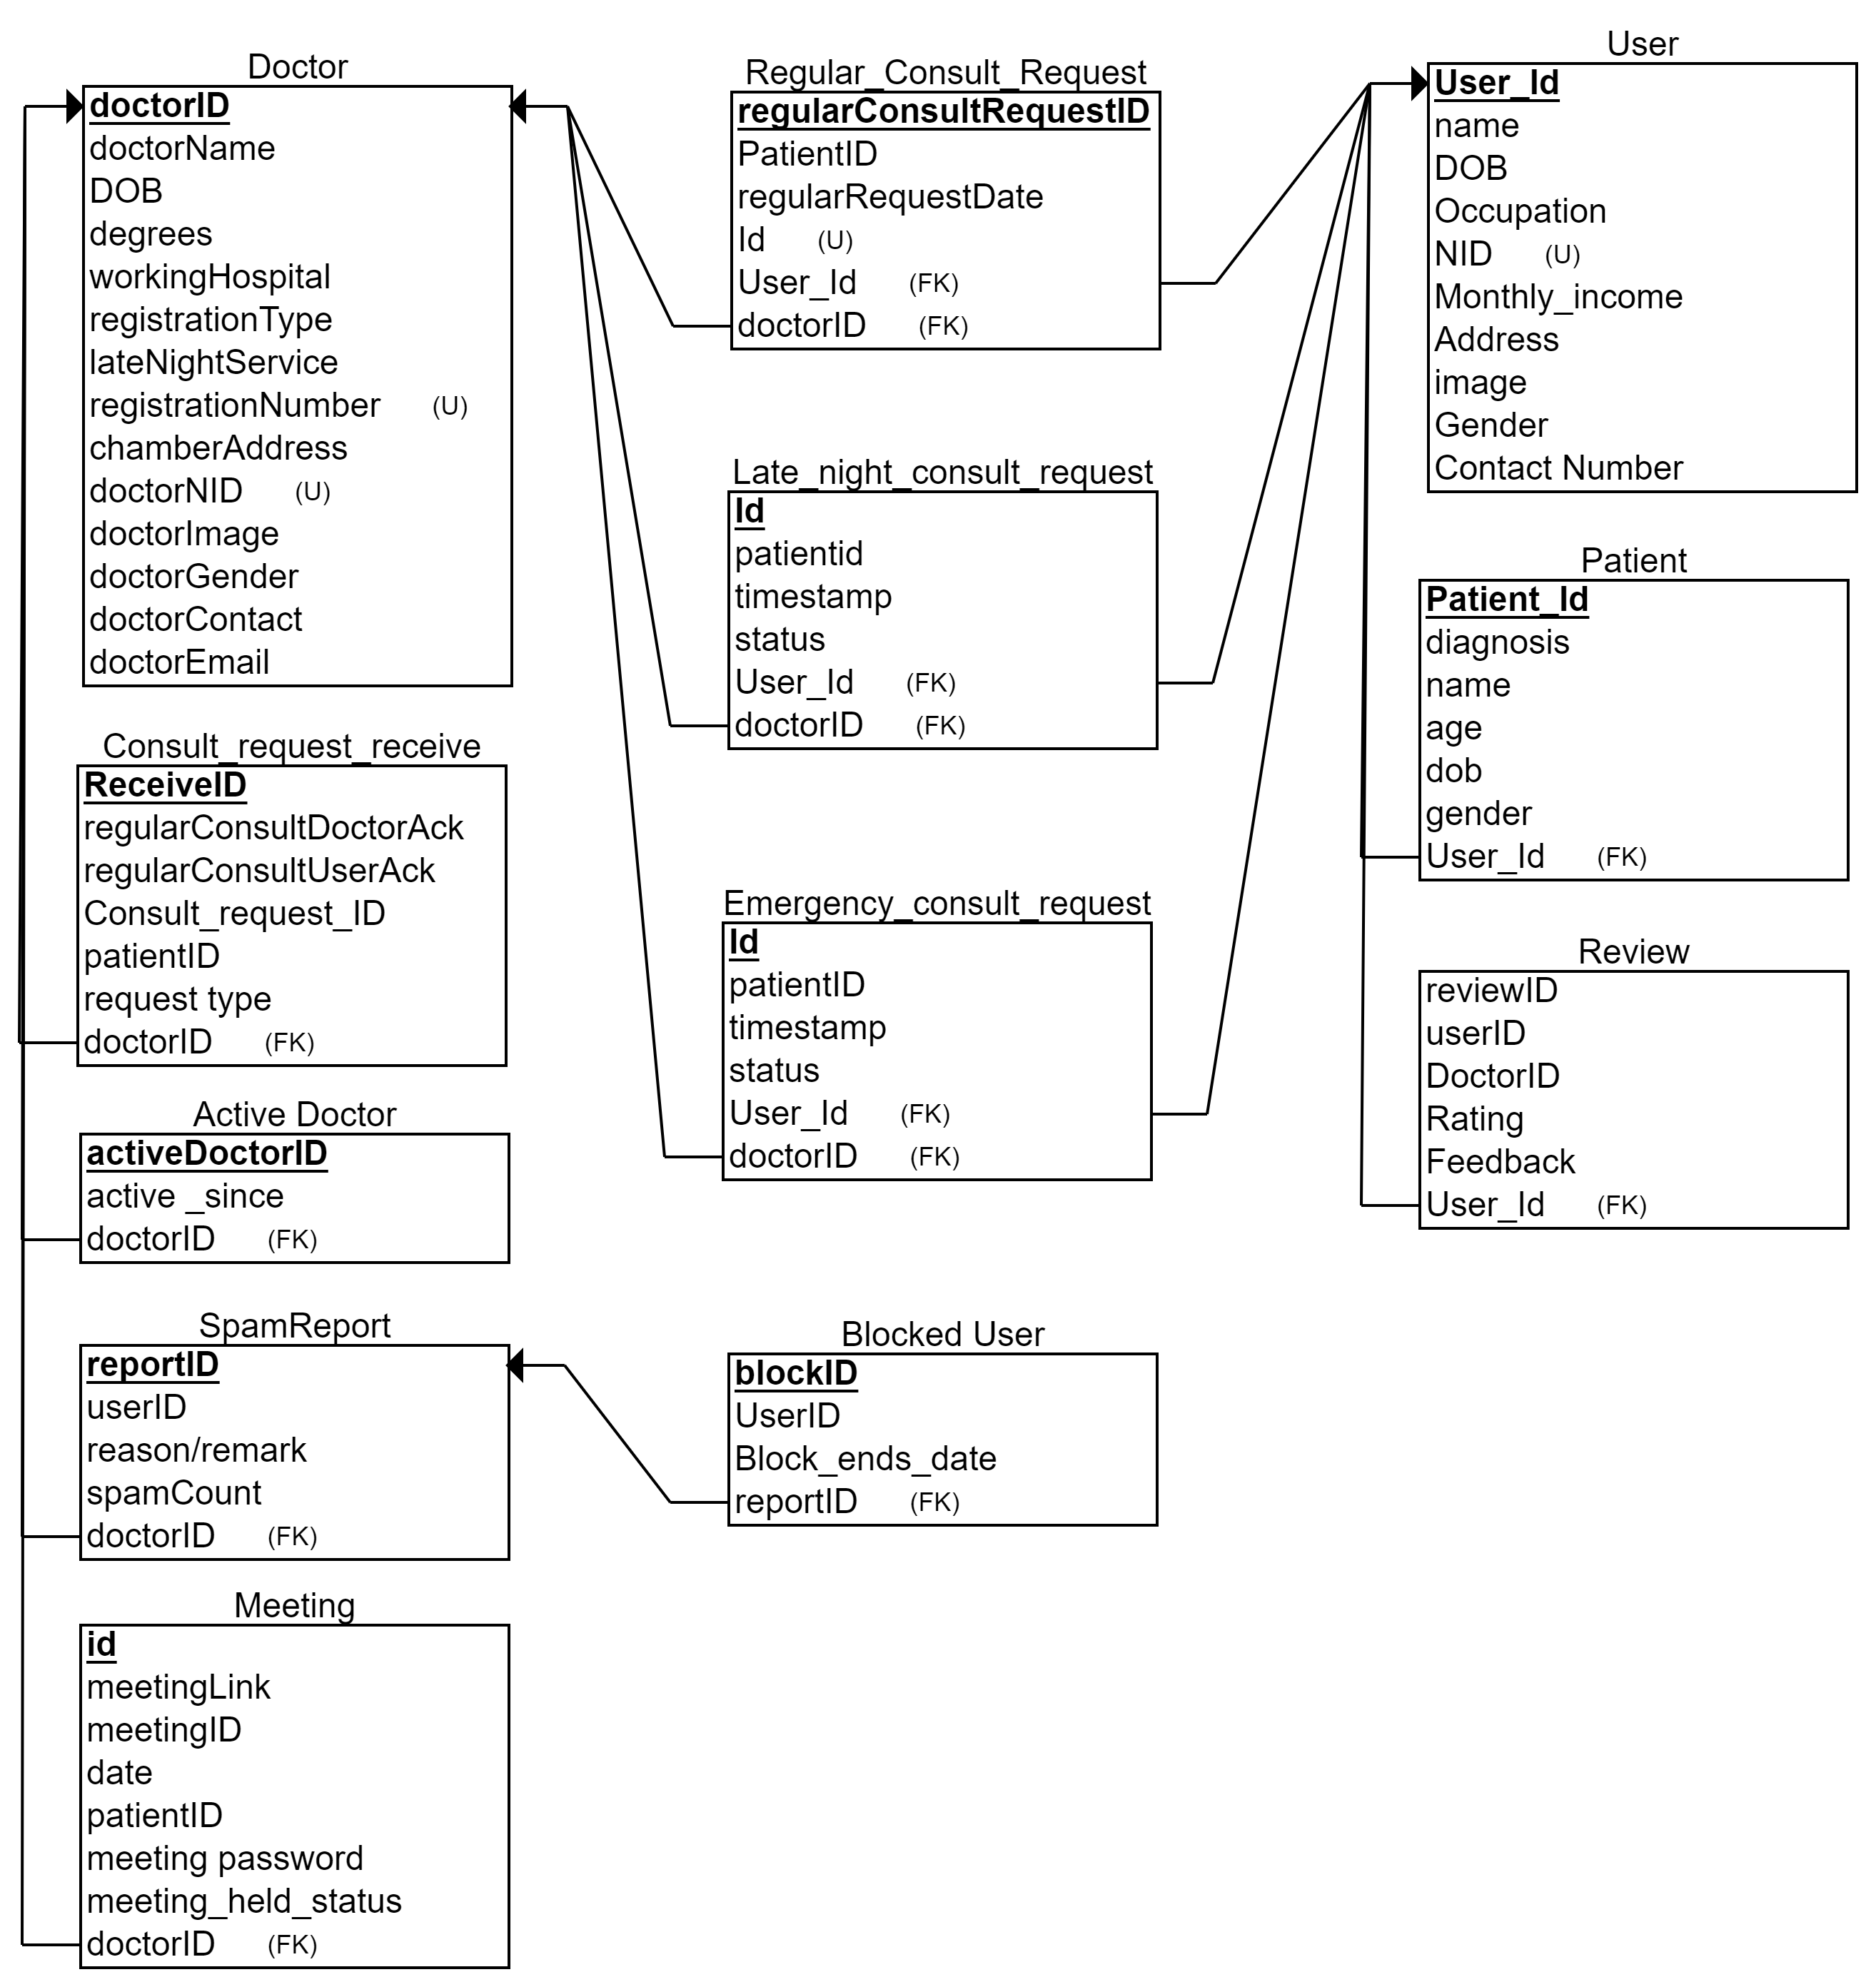 Doctor
doctorID
doctorName
DOB
degrees
workingHospital
registrationType
lateNightService
registrationNumber (U)
chamberAddress
doctorNID (U)
doctorImage
doctorGender
doctorContact
doctorEmail
Consult_request_receive
ReceiveID
regularConsultDoctorAck
regularConsultUserAck
Consult_request_ID
patientID
request type
doctorID (FK)
Active Doctor
activeDoctorID
active _since
doctorID (FK)
SpamReport
reportID
userID
reason/remark
spamCount
doctorID (FK)
Meeting
id
meetingLink
meetingID
date
patientID
meeting password
meeting_held_status
doctorID (FK)
Regular_Consult_Request
regularConsultRequestID
PatientID
regularRequestDate
Id (U)
User_Id (FK)
doctorID (FK)
Late_night_consult_request
Id
patientid
timestamp
status
User_Id (FK)
doctorID (FK)
Emergency_consult_request
Id
patientID
timestamp
status
User_Id (FK)
doctorID (FK)
Blocked User
blockID
UserID
Block_ends_date
reportID (FK)
User
User_Id
name
DOB
Occupation
NID (U)
Monthly_income
Address
image
Gender
Contact Number
Patient
Patient_Id
diagnosis
name
age
dob
gender
User_Id (FK)
Review
reviewID
userID
DoctorID
Rating
Feedback
User_Id (FK)